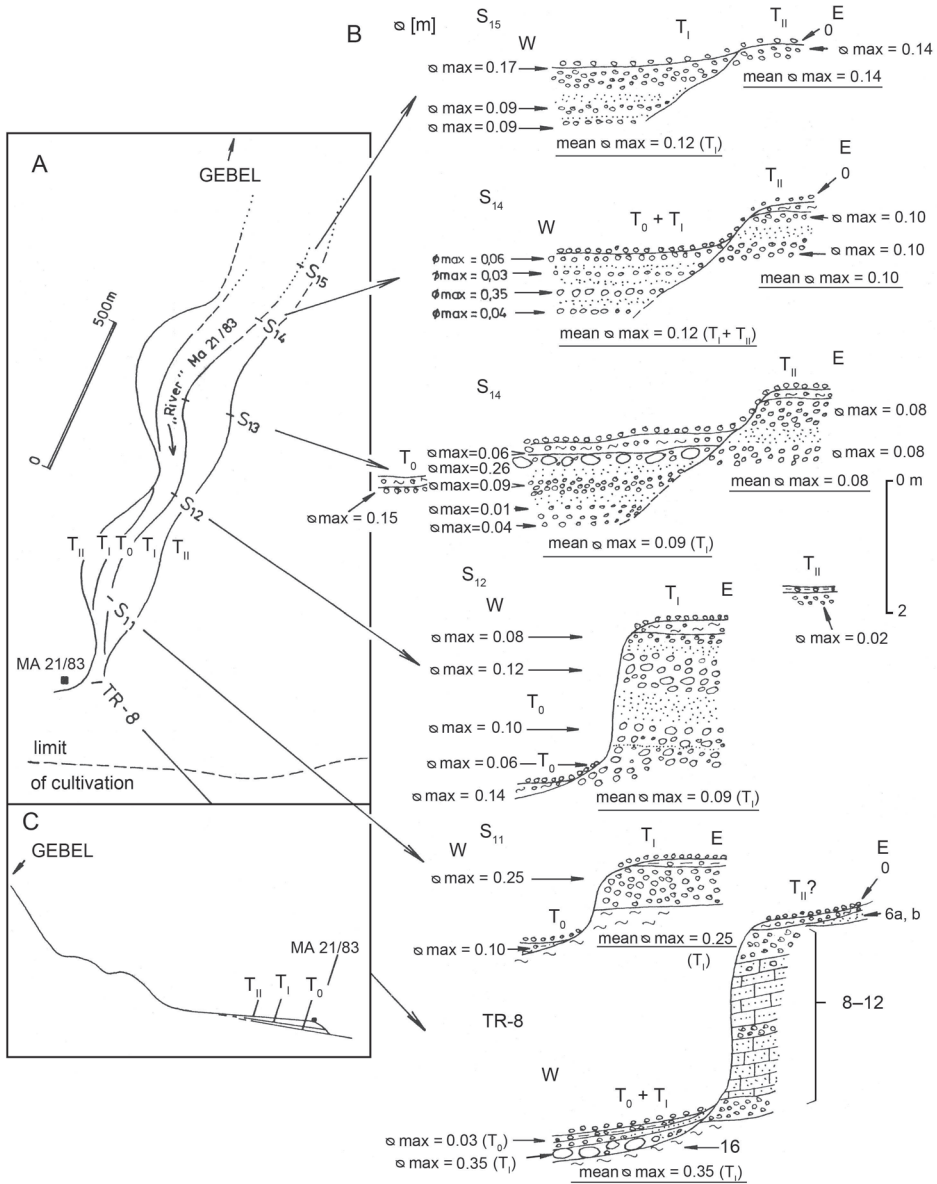 A
GEBEL
500m
0
"River" Ma 21/83
S15
S14
S13
S12
TII TI T0 TI TII
S11
MA 21/83
TR-8
limit
of cultivation
C
GEBEL
MA 21/83
TII TI T0
B
ø [m]
S15
W
TI
TII
E
0
ø max = 0.17
ø max = 0.14
mean ø max = 0.14
ø max = 0.09
ø max = 0.09
mean ø max = 0.12 (TI)
S14
W
T0 + TI
TII
E
0
ø max = 0.10
ømax = 0,06
ømax = 0,03
ø max = 0.10
mean ø max = 0.10
ømax = 0,35
ømax = 0,04
mean ø max = 0.12 (TI + TII)
S14
TII
E
ø max = 0.08
ø max = 0.08
mean ø max = 0.08
T0
ø max = 0.15
ø max = 0.06
ø max = 0.26
ø max = 0.09
ø max = 0.01
ø max = 0.04
mean ø max = 0.09 (TI)
0 m
2
TII
ø max = 0.02
S12
W
TI
E
ø max = 0.08
ø max = 0.12
T0
ø max = 0.10
ø max = 0.06
T0
ø max = 0.14
mean ø max = 0.09 (TI)
S11
W
TI
E
ø max = 0.25
T0
ø max = 0.10
mean ø max = 0.25
(TI)
TR-8
E
0
TII?
6a, b
8–12
W
T0 + TI
ø max = 0.03 (T0)
ø max = 0.35 (TI)
16
mean ø max = 0.35 (TI)